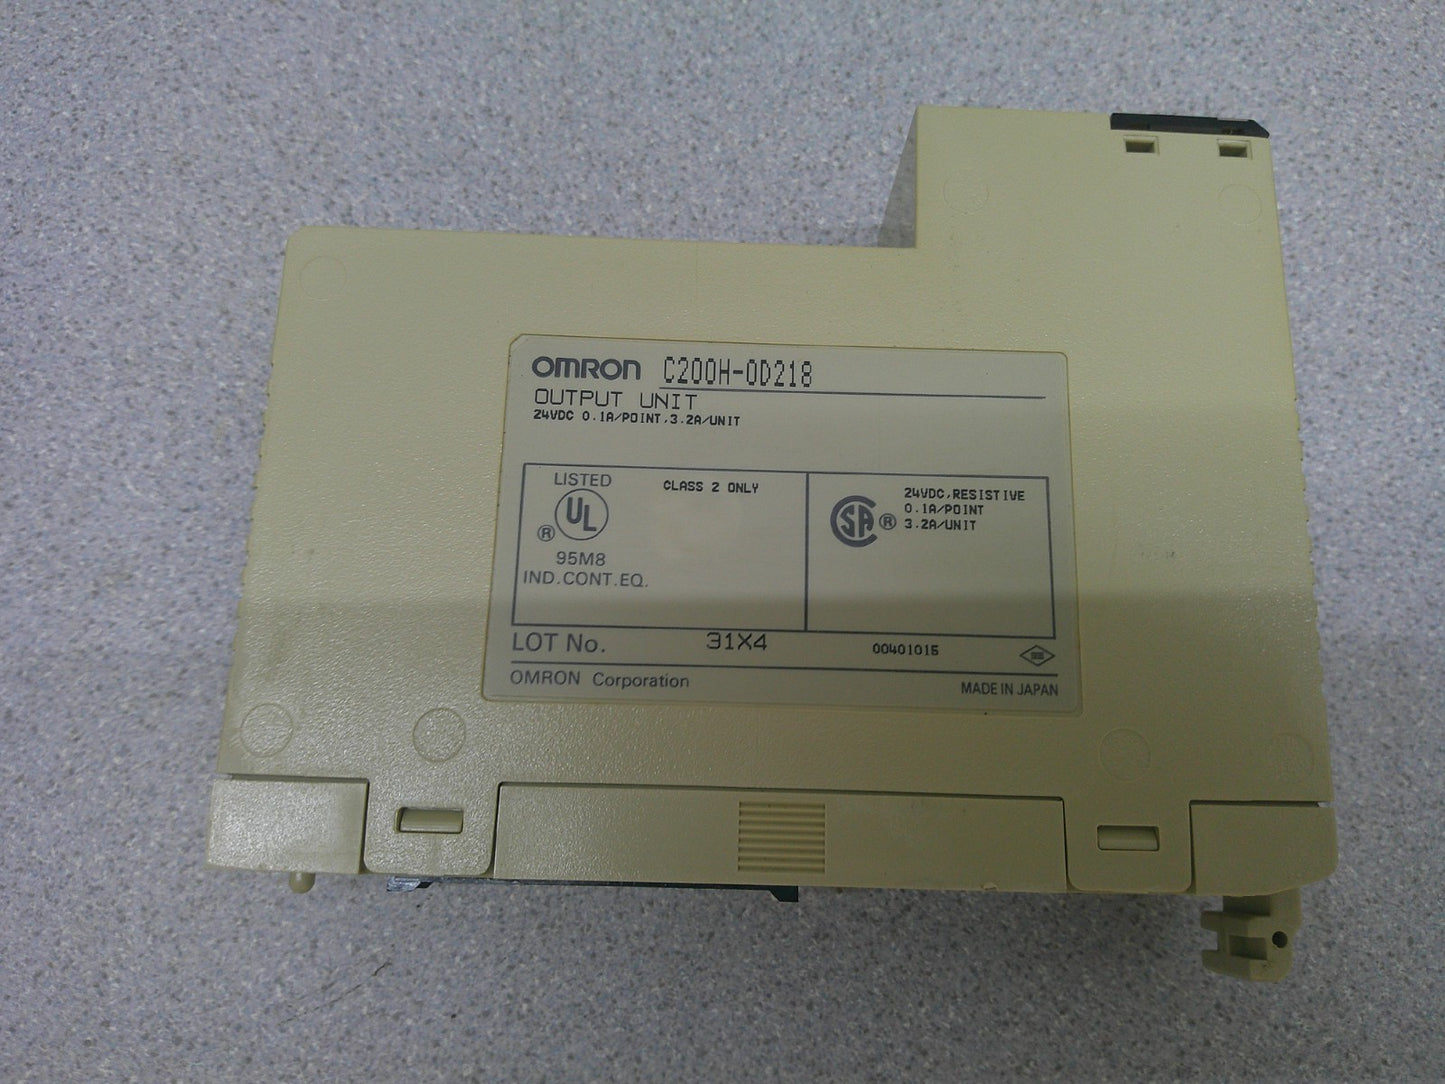 OMRON C200H-OD218
OUTPUT UNIT
24VDC 0.1A/POINT,3.2A/UNIT
LISTED
UL
®
95M8
IND.CONT.EQ.
CLASS 2 ONLY
SA ®
24VDC,RESISTIVE
0.1A/POINT
3.2A/UNIT
LOT No. 31X4 00401015
OMRON Corporation MADE IN JAPAN